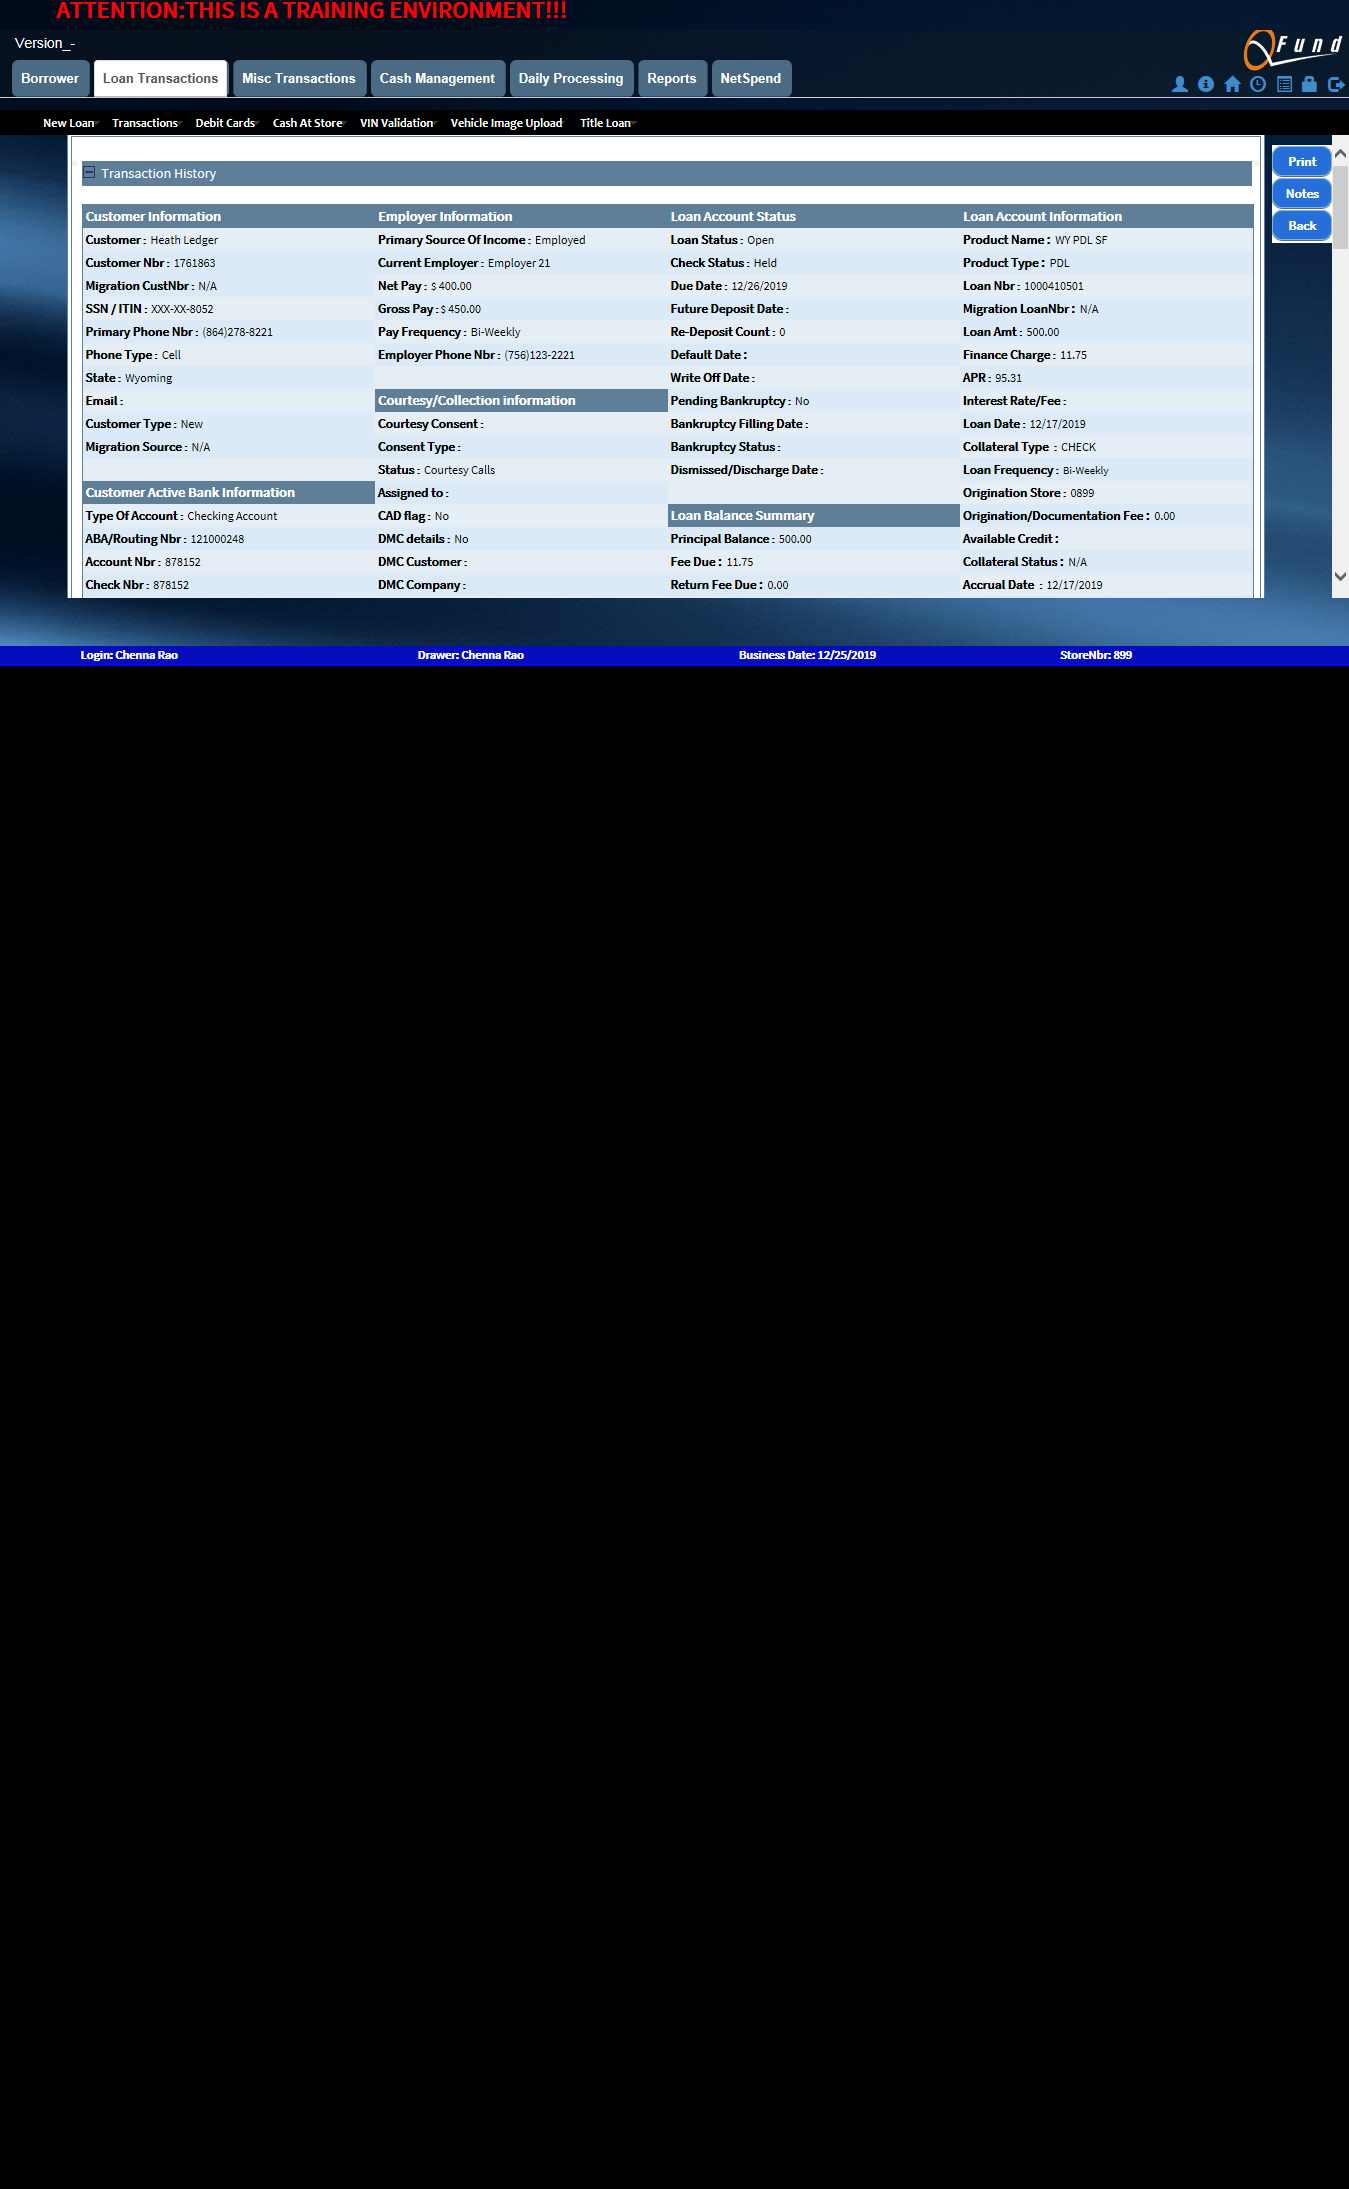 ATTENTION:THIS IS A TRAINING ENVIRONMENT!!!
Version_-
QFund
Borrower Loan Transactions Misc Transactions Cash Management Daily Processing Reports NetSpend
New Loan Transactions Debit Cards Cash At Store VIN Validation Vehicle Image Upload Title Loan
Print
Notes
Back
Transaction History
Customer Information
Customer : Heath Ledger
Customer Nbr : 1761863
Migration CustNbr : N/A
SSN / ITIN : XXX-XX-8052
Primary Phone Nbr : (864)278-8221
Phone Type : Cell
State : Wyoming
Email :
Customer Type : New
Migration Source : N/A
Customer Active Bank Information
Type Of Account : Checking Account
ABA/Routing Nbr : 121000248
Account Nbr : 878152
Check Nbr : 878152
Employer Information
Primary Source Of Income : Employed
Current Employer : Employer 21
Net Pay : $ 400.00
Gross Pay : $ 450.00
Pay Frequency : Bi-Weekly
Employer Phone Nbr : (756)123-2221
Courtesy/Collection information
Courtesy Consent :
Consent Type :
Status : Courtesy Calls
Assigned to :
CAD flag : No
DMC details : No
DMC Customer :
DMC Company :
Loan Account Status
Loan Status : Open
Check Status : Held
Due Date : 12/26/2019
Future Deposit Date :
Re-Deposit Count : 0
Default Date :
Write Off Date :
Pending Bankruptcy : No
Bankruptcy Filling Date :
Bankruptcy Status :
Dismissed/Discharge Date :
Loan Balance Summary
Principal Balance : 500.00
Fee Due : 11.75
Return Fee Due : 0.00
Loan Account Information
Product Name : WY PDL SF
Product Type : PDL
Loan Nbr : 1000410501
Migration LoanNbr : N/A
Loan Amt : 500.00
Finance Charge : 11.75
APR : 95.31
Interest Rate/Fee :
Loan Date : 12/17/2019
Collateral Type : CHECK
Loan Frequency : Bi-Weekly
Origination Store : 0899
Origination/Documentation Fee : 0.00
Available Credit :
Collateral Status : N/A
Accrual Date : 12/17/2019
Login: Chenna Rao Drawer: Chenna Rao Business Date: 12/25/2019 StoreNbr: 899